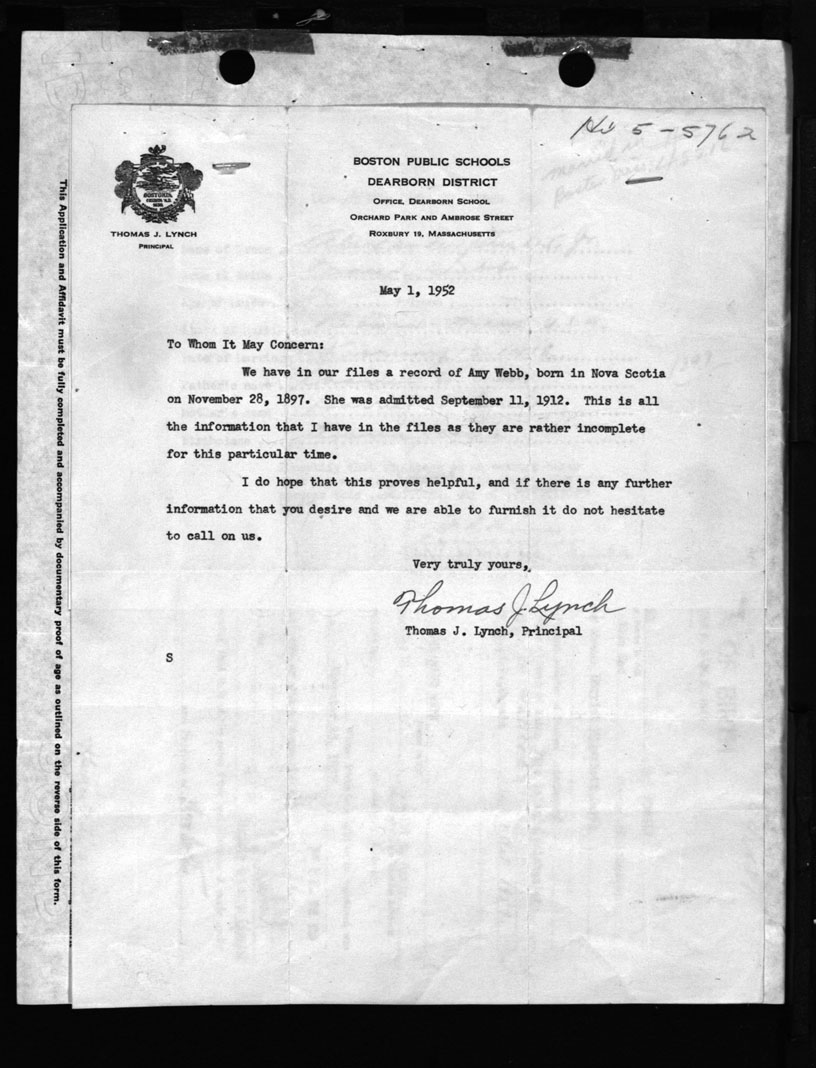 5-5762
BOSTONIA
BOSTON PUBLIC SCHOOLS
DEARBORN DISTRICT
OFFICE, DEARBORN SCHOOL
ORCHARD PARK AND AMBROSE STREET
ROXBURY 19, MASSACHUSETTS
THOMAS J. LYNCH
PRINCIPAL
May 1, 1952
To Whom It May Concern:
We have in our files a record of Amy Webb, born in Nova Scotia
on November 28, 1897. She was admitted September 11, 1912. This is all
the information that I have in the files as they are rather incomplete
for this particular time.
I do hope that this proves helpful, and if there is any further
information that you desire and we are able to furnish it do not hesitate
to call on us.
Very truly yours,
Thomas J. Lynch
Thomas J. Lynch, Principal
S
This Application and Affidavit must be fully completed and accompanied by documentary proof of age as outlined on the reverse side of this form.